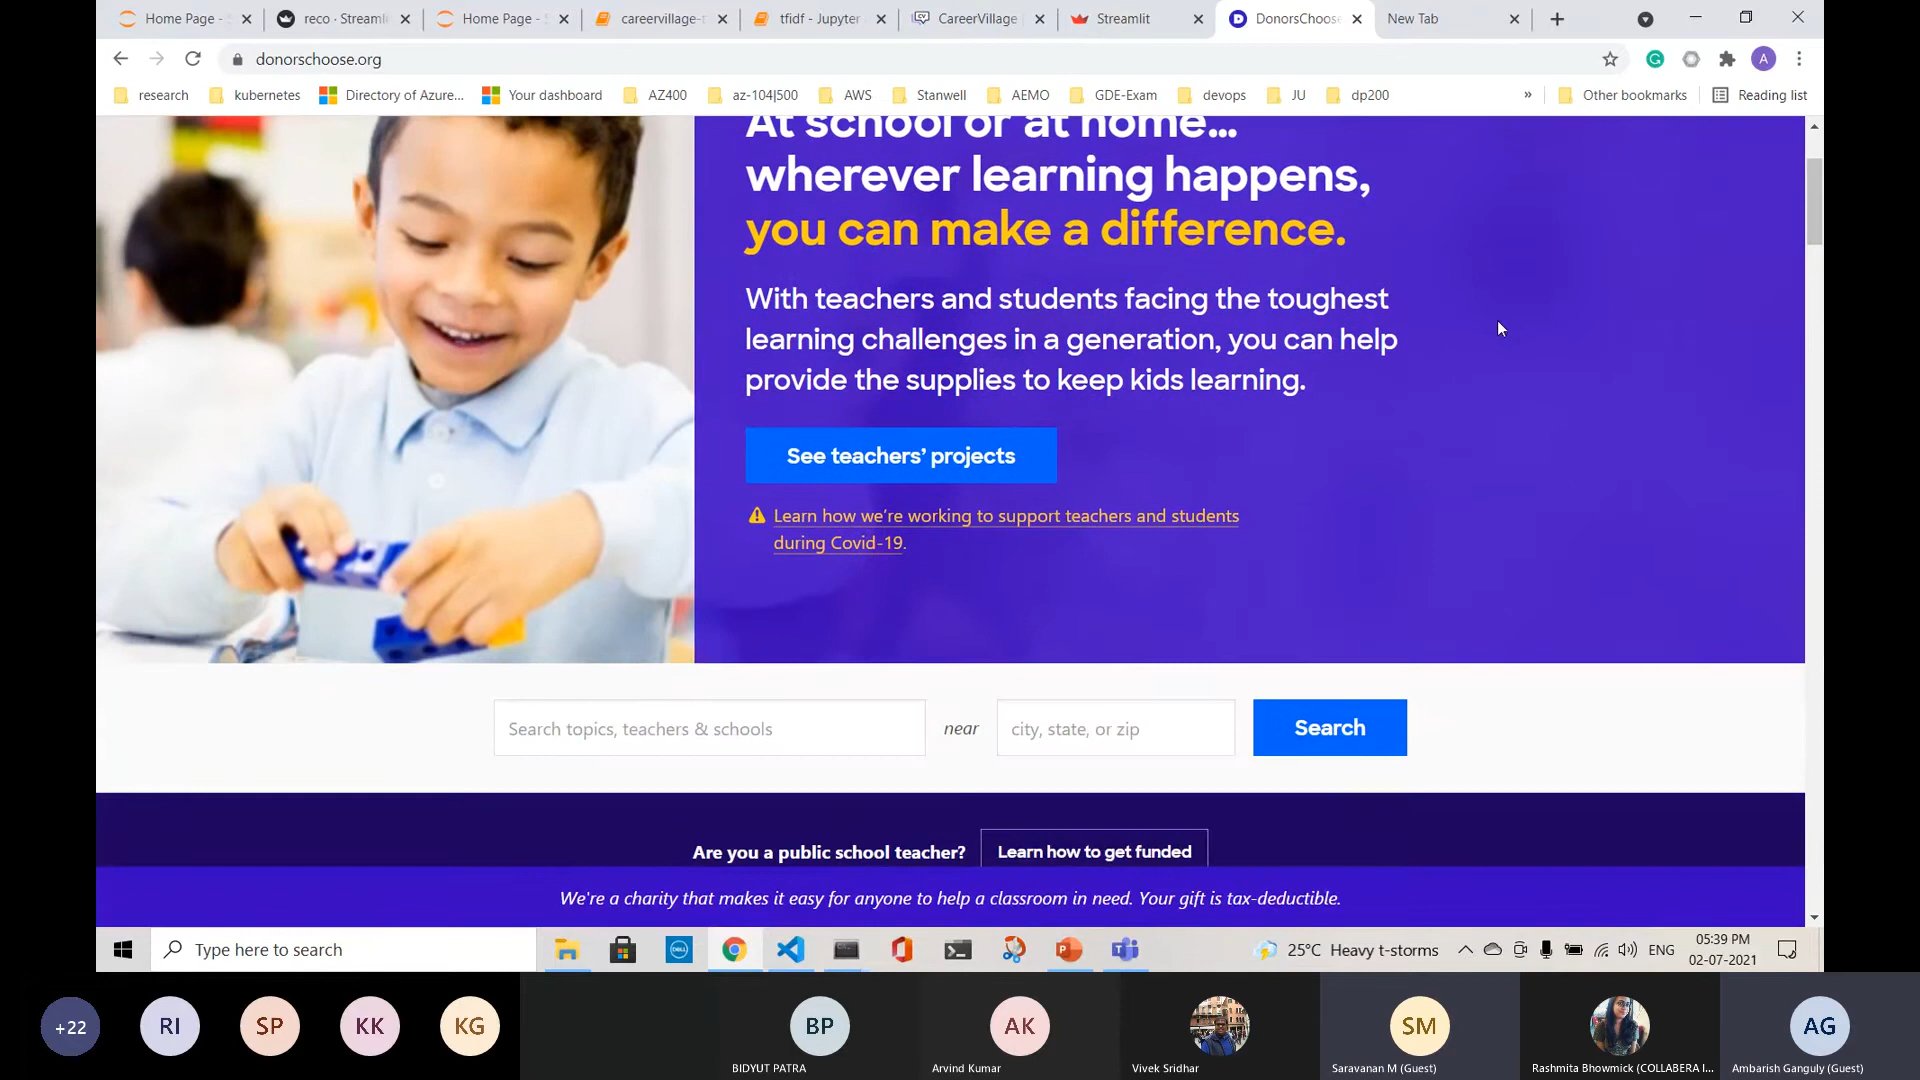 Home Page -
reco · Streamli
Home Page -
careervillage-
tfidf - Jupyter
CareerVillage
Streamlit
DonorsChoos
New Tab
donorschoose.org
A
research
kubernetes
Directory of Azure...
Your dashboard
AZ400
az-104|500
AWS
Stanwell
AEMO
GDE-Exam
devops
JU
dp200
»
Other bookmarks
Reading list
At school or at home...
wherever learning happens,
you can make a difference.
With teachers and students facing the toughest
learning challenges in a generation, you can help
provide the supplies to keep kids learning.
See teachers’ projects
Learn how we’re working to support teachers and students
during Covid-19.
Search topics, teachers & schools
near
city, state, or zip
Search
Are you a public school teacher?
Learn how to get funded
We're a charity that makes it easy for anyone to help a classroom in need. Your gift is tax-deductible.
Type here to search
DELL
25°C Heavy t-storms
ENG
05:39 PM
02-07-2021
+22
RI
SP
KK
KG
BP
BIDYUT PATRA
AK
Arvind Kumar
Vivek Sridhar
SM
Saravanan M (Guest)
Rashmita Bhowmick (COLLABERA I...
AG
Ambarish Ganguly (Guest)